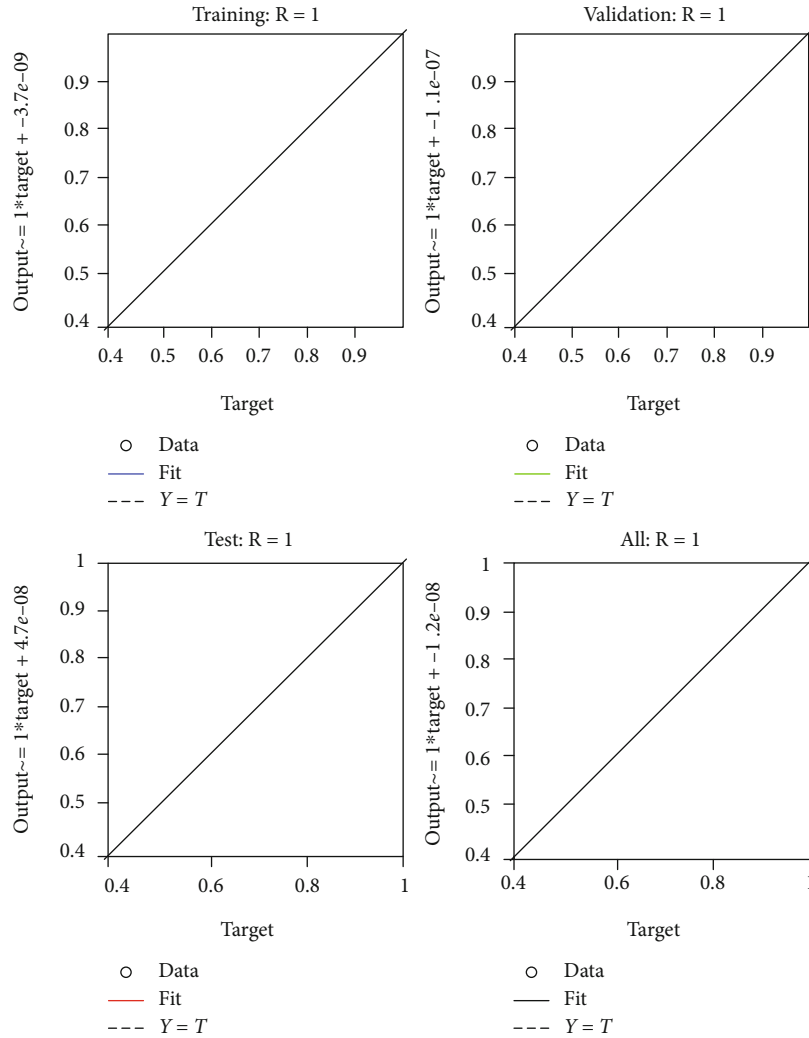 Training: R = 1
Output~= 1*target + −3.7e−09
0.9
0.8
0.7
0.6
0.5
0.4
0.4 0.5 0.6 0.7 0.8 0.9
Target
Data
Fit
Y = T
Validation: R = 1
Output~= 1*target + −1 .1e−07
0.9
0.8
0.7
0.6
0.5
0.4
0.4 0.5 0.6 0.7 0.8 0.9
Target
Data
Fit
Y = T
Test: R = 1
Output~= 1*target + 4.7e−08
1
0.9
0.8
0.7
0.6
0.5
0.4
0.4 0.6 0.8 1
Target
Data
Fit
Y = T
All: R = 1
Output~= 1*target + −1 .2e−08
1
0.9
0.8
0.7
0.6
0.5
0.4
0.4 0.6 0.8 1
Target
Data
Fit
Y = T